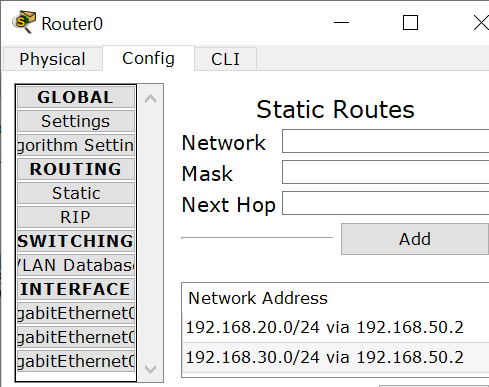 Router0
Physical Config CLI
GLOBAL
Settings
gorithm Settin
ROUTING
Static
RIP
SWITCHING
VLAN Database
INTERFACE
gabitEthernet0
gabitEthernet0
gabitEthernet0
Static Routes
Network
Mask
Next Hop
Add
Network Address
192.168.20.0/24 via 192.168.50.2
192.168.30.0/24 via 192.168.50.2